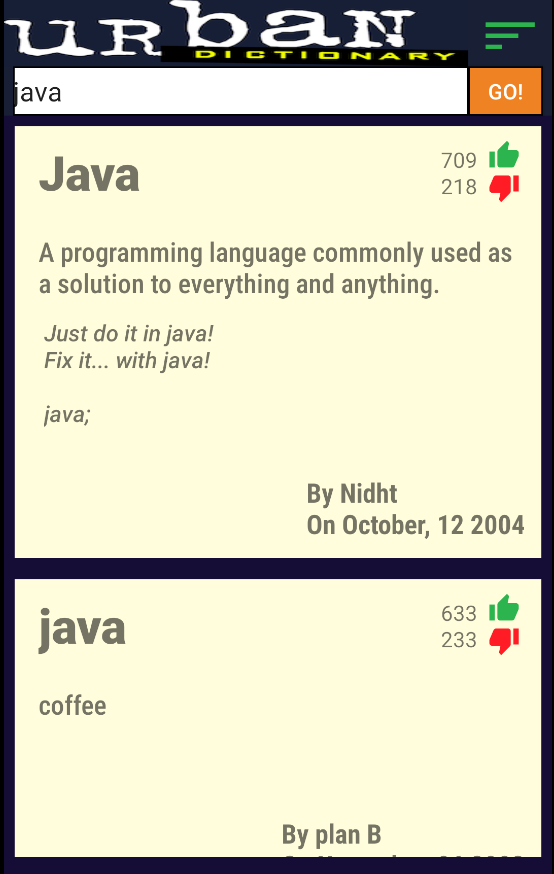 urban
DICTIONARY
java
GO!
Java
709
218
A programming language commonly used as
a solution to everything and anything.
Just do it in java!
Fix it... with java!
java;
By Nidht
On October, 12 2004
java
633
233
coffee
By plan B